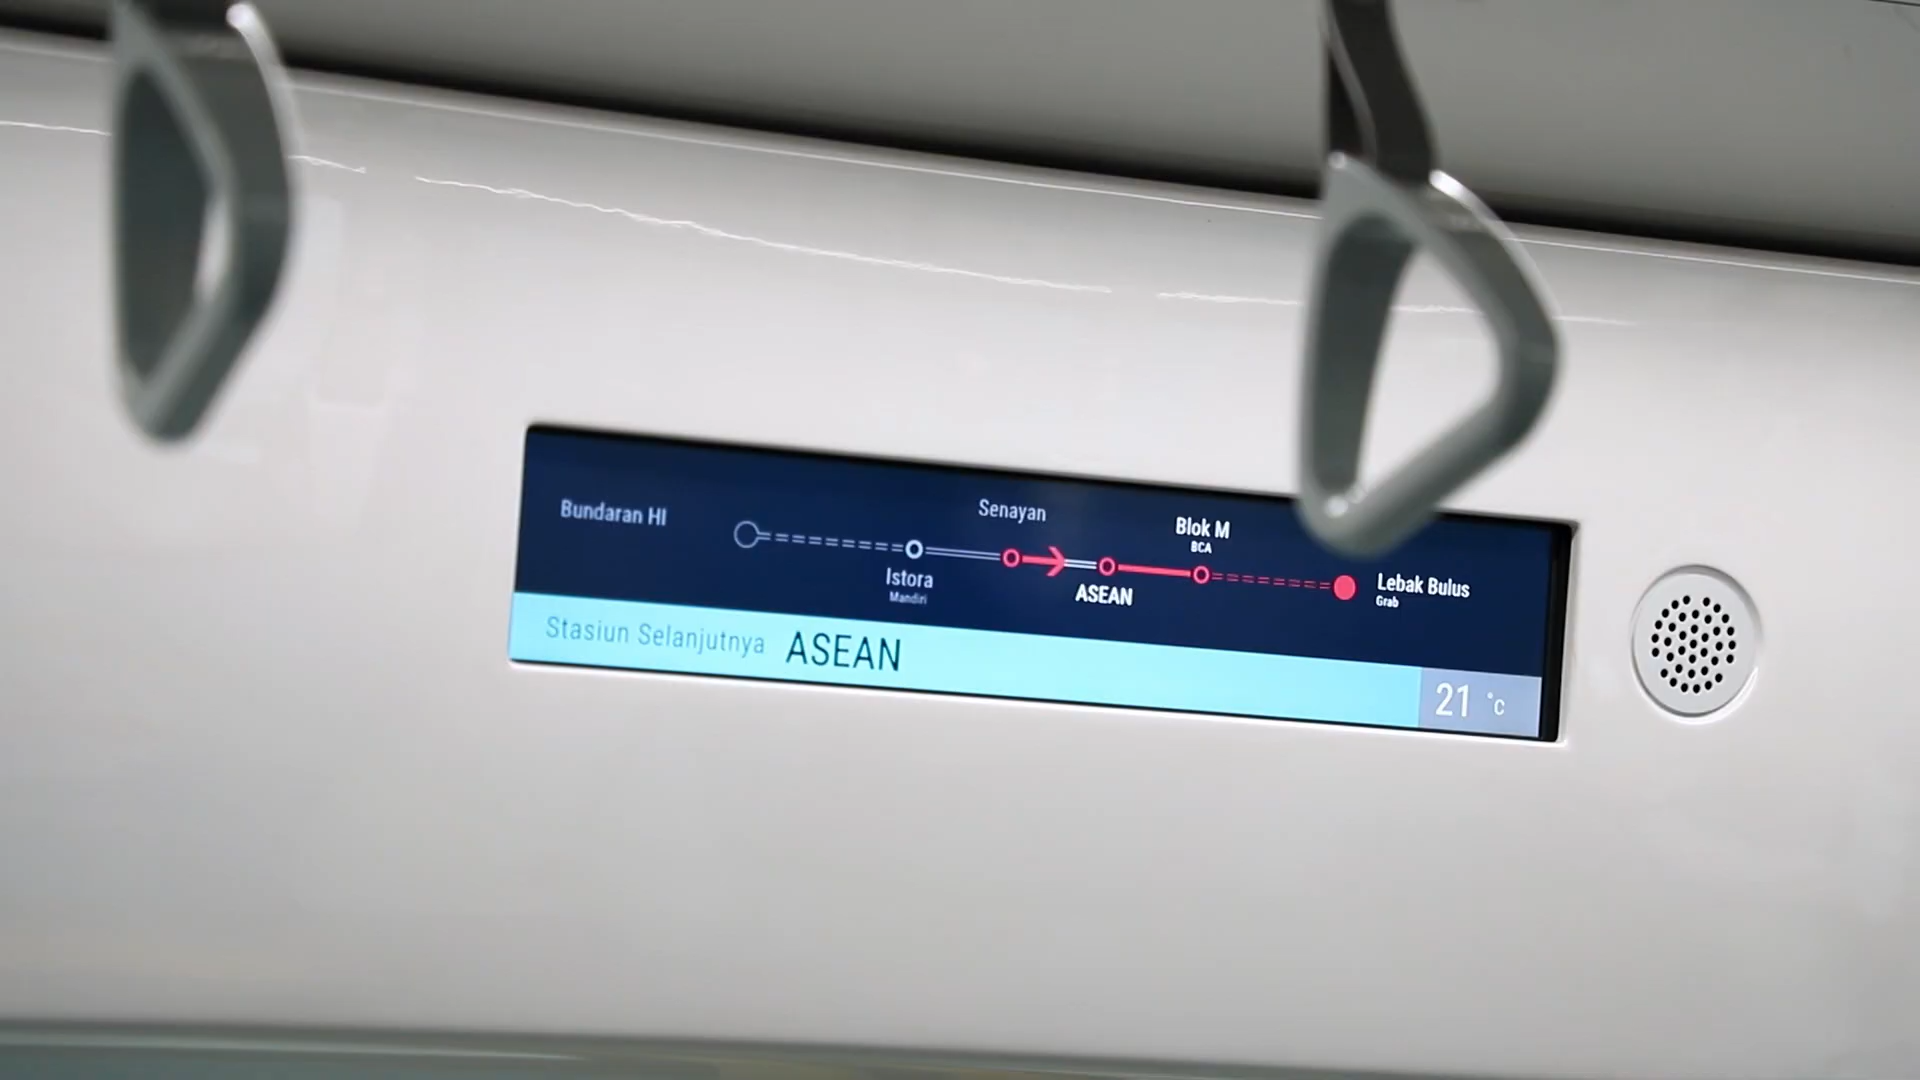 Bundaran HI
Istora
Mandiri
Senayan
ASEAN
Blok M
BCA
Lebak Bulus
Grab
Stasiun Selanjutnya ASEAN
21 °C